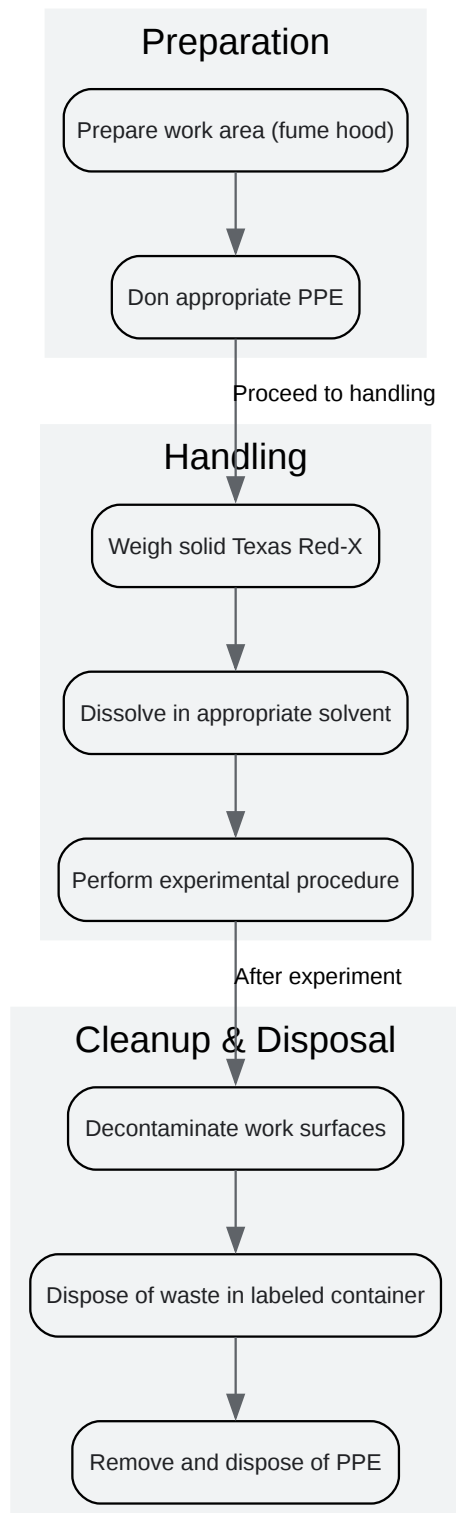 Preparation
Prepare work area (fume hood)
Don appropriate PPE
Proceed to handling
Handling
Weigh solid Texas Red-X
Dissolve in appropriate solvent
Perform experimental procedure
After experiment
Cleanup & Disposal
Decontaminate work surfaces
Dispose of waste in labeled container
Remove and dispose of PPE